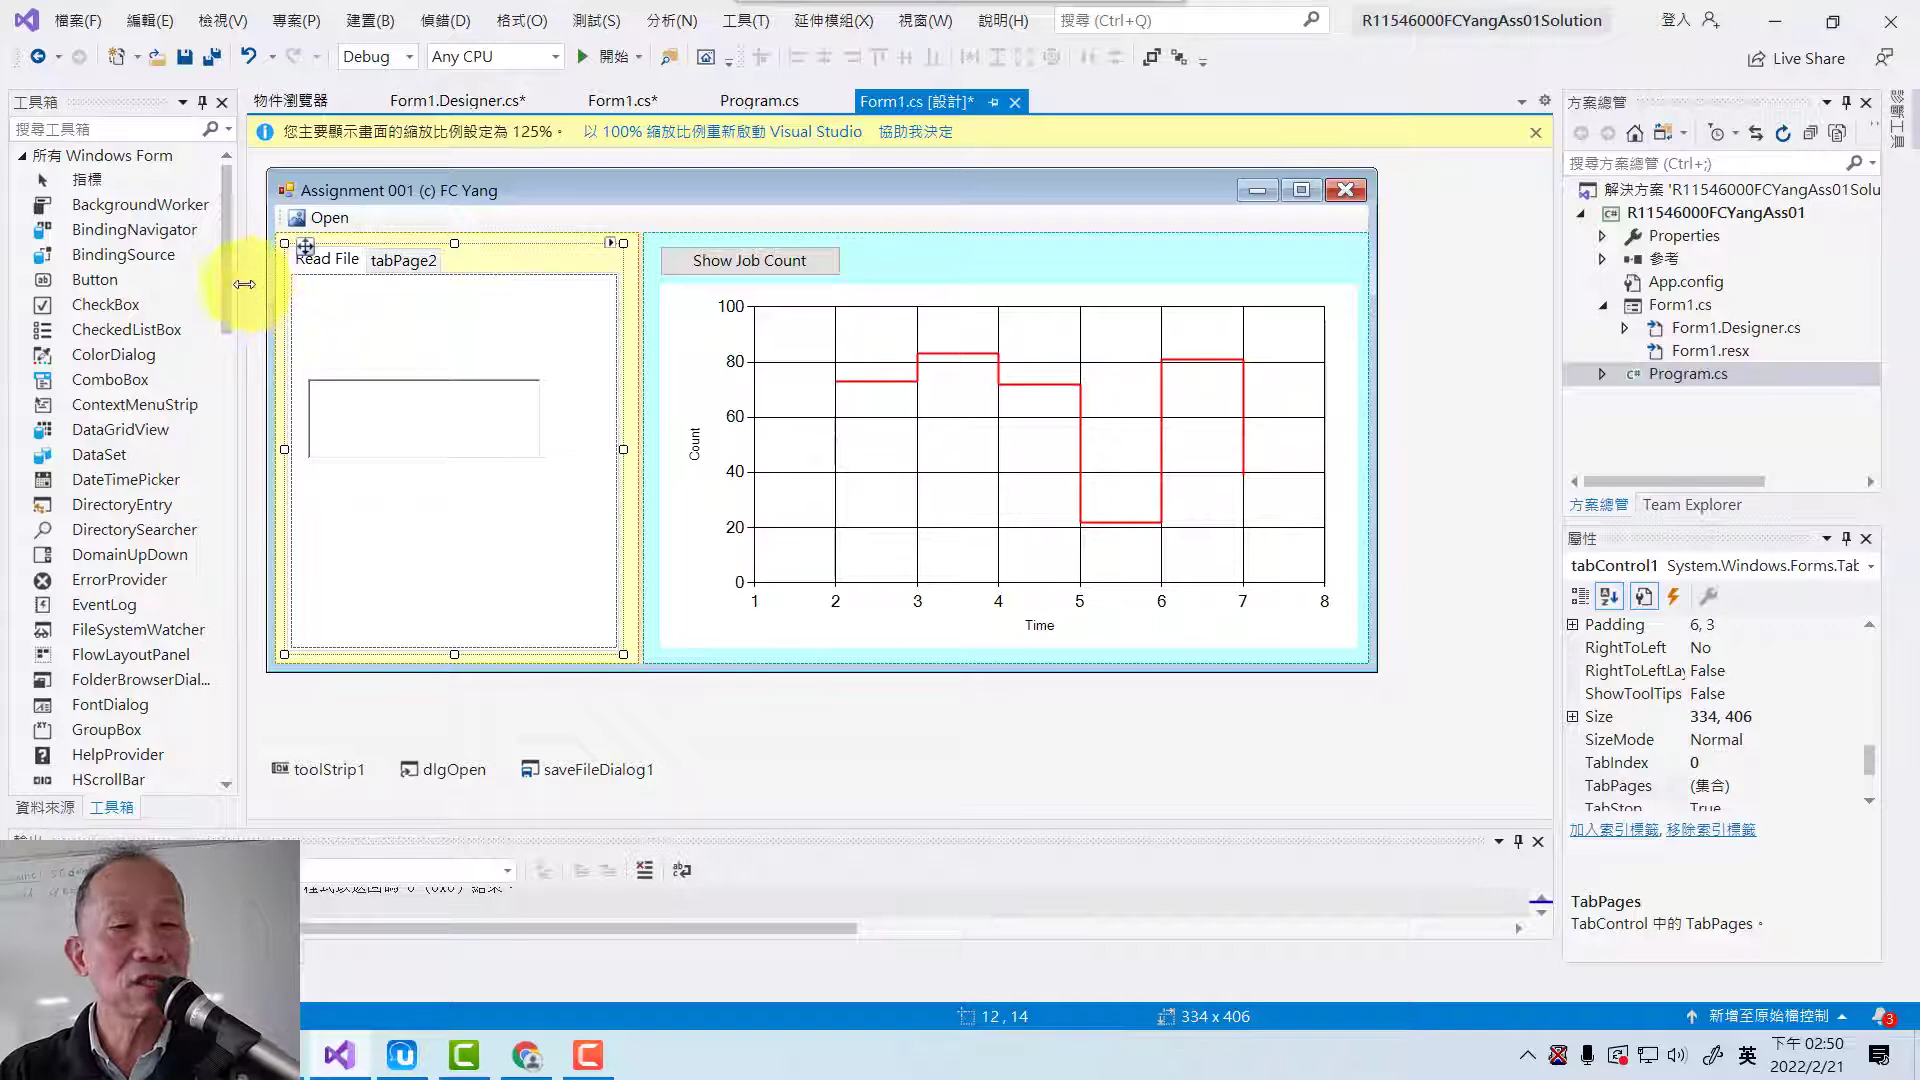 檔案(F) 編輯(E) 檢視(V) 專案(P) 建置(B) 偵錯(D) 格式(O) 測試(S) 分析(N) 工具(T) 延伸模組(X) 視窗(W) 說明(H) 搜尋 (Ctrl+Q) R11546000FCYangAss01Solution 登入
Debug Any CPU 開始 Live Share
工具箱
搜尋工具箱
所有 Windows Form
指標
BackgroundWorker
BindingNavigator
BindingSource
Button
CheckBox
CheckedListBox
ColorDialog
ComboBox
ContextMenuStrip
DataGridView
DataSet
DateTimePicker
DirectoryEntry
DirectorySearcher
DomainUpDown
ErrorProvider
EventLog
FileSystemWatcher
FlowLayoutPanel
FolderBrowserDial...
FontDialog
GroupBox
HelpProvider
HScrollBar
資料來源 工具箱
物件瀏覽器 Form1.Designer.cs* Form1.cs* Program.cs Form1.cs [設計]*
您主要顯示畫面的縮放比例設定為 125%。 以 100% 縮放比例重新啟動 Visual Studio 協助我決定
Assignment 001 (c) FC Yang
Open
Read File tabPage2
Show Job Count
100
80
60
40
20
0
Count
1 2 3 4 5 6 7 8
Time
toolStrip1 dlgOpen saveFileDialog1
方案總管
搜尋方案總管 (Ctrl+;)
解決方案 'R11546000FCYangAss01Solu
R11546000FCYangAss01
Properties
參考
App.config
Form1.cs
Form1.Designer.cs
Form1.resx
Program.cs
方案總管 Team Explorer
屬性
tabControl1 System.Windows.Forms.Tab
Padding 6, 3
RightToLeft No
RightToLeftLay False
ShowToolTips False
Size 334, 406
SizeMode Normal
TabIndex 0
TabPages (集合)
TabStop True
加入索引標籤, 移除索引標籤
TabPages
TabControl 中的 TabPages。
診斷工具
12 , 14 334 x 406 新增至原始檔控制 3
英 下午 02:50
2022/2/21